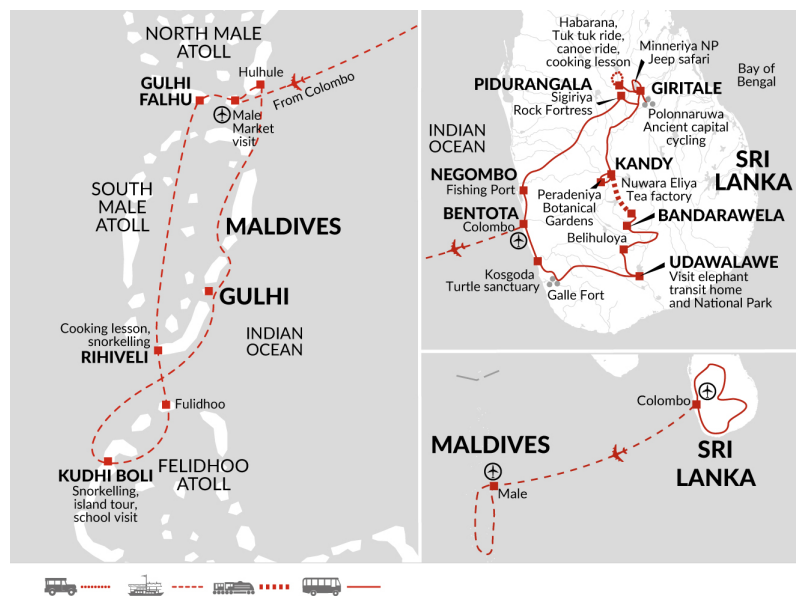 NORTH MALE
ATOLL
GULHI
FALHU
Hulhule
From Colombo
Male
Market
visit
SOUTH
MALE
ATOLL
MALDIVES
GULHI
INDIAN
OCEAN
Cooking lesson,
snorkelling
RIHIVELI
Fulidhoo
KUDHI BOLI
Snorkelling,
island tour,
school visit
FELIDHOO
ATOLL
Habarana,
Tuk tuk ride,
canoe ride,
cooking lesson
Minneriya NP
Jeep safari
Bay of
Bengal
PIDURANGALA
Sigiriya
Rock Fortress
GIRITALE
Polonnaruwa
Ancient capital
cycling
INDIAN
OCEAN
KANDY
SRI
LANKA
NEGOMBO
Fishing Port
Peradeniya
Botanical
Gardens
Nuwara Eliya
Tea factory
BENTOTA
Colombo
BANDARAWELA
Belihuloya
UDAWALAWE
Visit elephant
transit home
and National Park
Kosgoda
Turtle sanctuary
Galle Fort
Colombo
MALDIVES
Male
SRI
LANKA